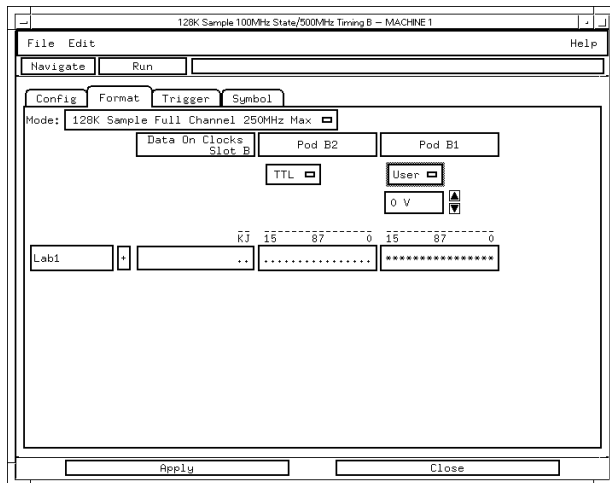 128K Sample 100MHz State/500MHz Timing B – MACHINE 1
File Edit Help
Navigate Run
Config Format Trigger Symbol
Mode: 128K Sample Full Channel 250MHz Max
Data On Clocks Pod B2 Pod B1
Slot B
TTL User
0 V
KJ 15 87 0 15 87 0
Lab1 + .. ................ ****************
Apply Close